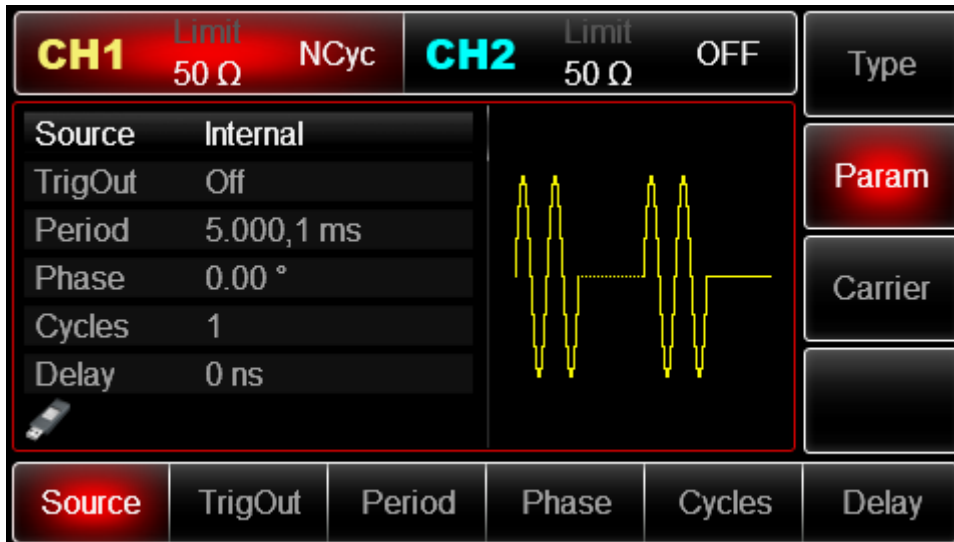 CH1 Limit 50 Ω NCyc CH2 Limit 50 Ω OFF Type
Source Internal
TrigOut Off
Period 5.000,1 ms
Phase 0.00 °
Cycles 1
Delay 0 ns
Param
Carrier
Source TrigOut Period Phase Cycles Delay